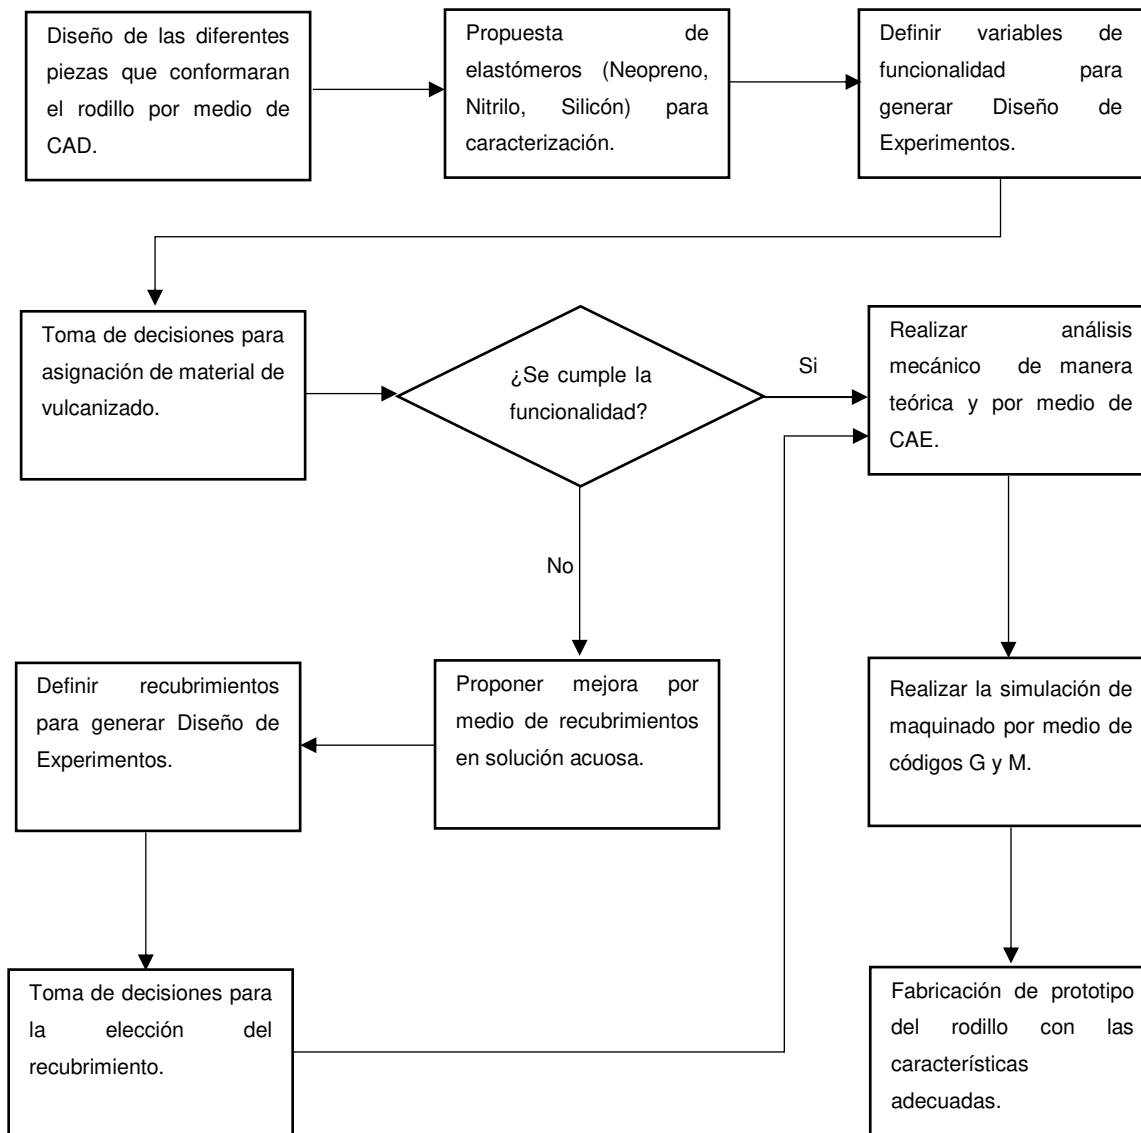 Diseño de las diferentes
piezas que conformaran
el rodillo por medio de
CAD.
Propuesta de
elastómeros (Neopreno,
Nitrilo, Silicón) para
caracterización.
Definir variables de
funcionalidad para
generar Diseño de
Experimentos.
Toma de decisiones para
asignación de material de
vulcanizado.
¿Se cumple la
funcionalidad?
Si
No
Realizar análisis
mecánico de manera
teórica y por medio de
CAE.
Proponer mejora por
medio de recubrimientos
en solución acuosa.
Definir recubrimientos
para generar Diseño de
Experimentos.
Toma de decisiones para
la elección del
recubrimiento.
Realizar la simulación de
maquinado por medio de
códigos G y M.
Fabricación de prototipo
del rodillo con las
características
adecuadas.